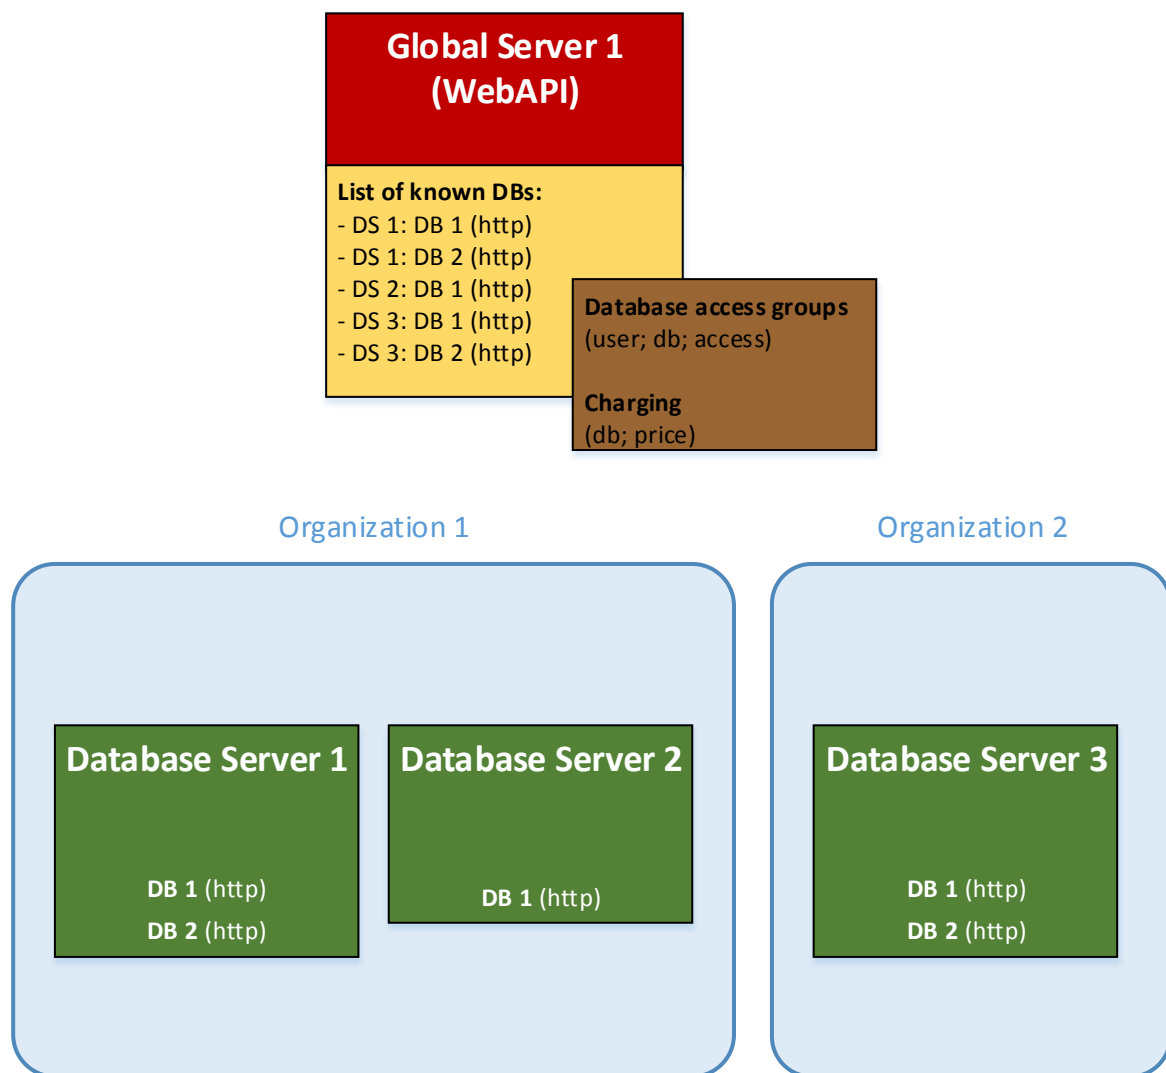 Global Server 1
(WebAPI)
List of known DBs:
- DS 1: DB 1 (http)
- DS 1: DB 2 (http)
- DS 2: DB 1 (http)
- DS 3: DB 1 (http)
- DS 3: DB 2 (http)
Database access groups
(user; db; access)
Charging
(db; price)
Organization 1
Database Server 1
DB 1 (http)
DB 2 (http)
Database Server 2
DB 1 (http)
Organization 2
Database Server 3
DB 1 (http)
DB 2 (http)